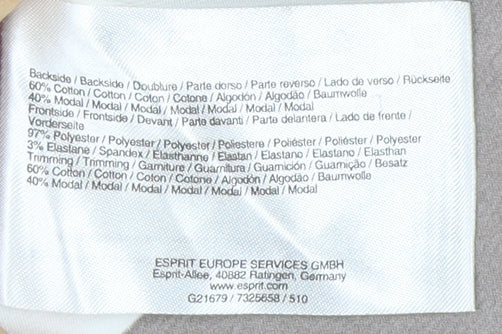 Backside / Backside / Doublure / Parte dorso / Parte reverso / Lado de verso / Rückseite
60% Cotton / Cotton / Coton / Cotone / Algodón / Algodão / Baumwolle
40% Modal / Modal / Modal / Modal / Modal / Modal / Modal
Frontside / Frontside / Devant / Parte davanti / Parte delantera / Lado de frente /
Vorderseite
97% Polyester / Polyester / Polyester / Poliestere / Poliéster / Poliéster / Polyester
3% Elastane / Spandex / Elasthanne / Elastan / Elastano / Elastano / Elasthan
Trimming / Trimming / Garniture / Guarnitura / Guarnición / Guarnição / Besatz
60% Cotton / Cotton / Coton / Cotone / Algodón / Algodão / Baumwolle
40% Modal / Modal / Modal / Modal / Modal / Modal / Modal
ESPRIT EUROPE SERVICES GMBH
Esprit-Allee, 40882 Ratingen, Germany
www.esprit.com
G21679 / 7325658 / 510